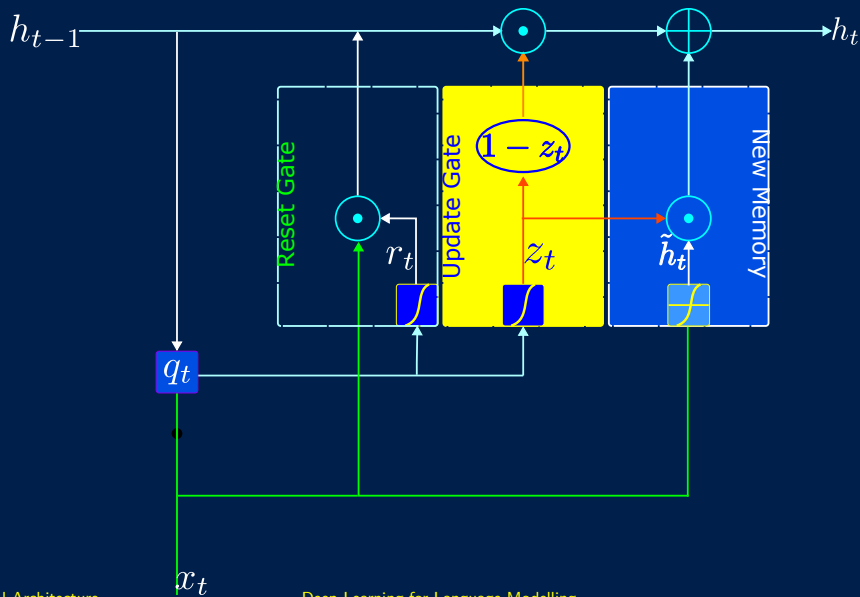 h_{t-1}
h_t
Reset Gate
Update Gate
1 − z_t
New Memory
r_t
z_t
h̃_t
q_t
x_t
Architecture
Deep Learning for Language Modelling